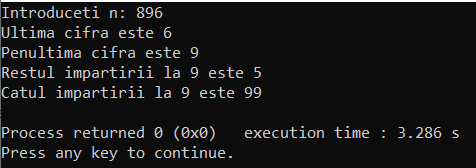 Introduceti n: 896
Ultima cifra este 6
Penultima cifra este 9
Restul impartirii la 9 este 5
Catul impartirii la 9 este 99
Process returned 0 (0x0)   execution time : 3.286 s
Press any key to continue.